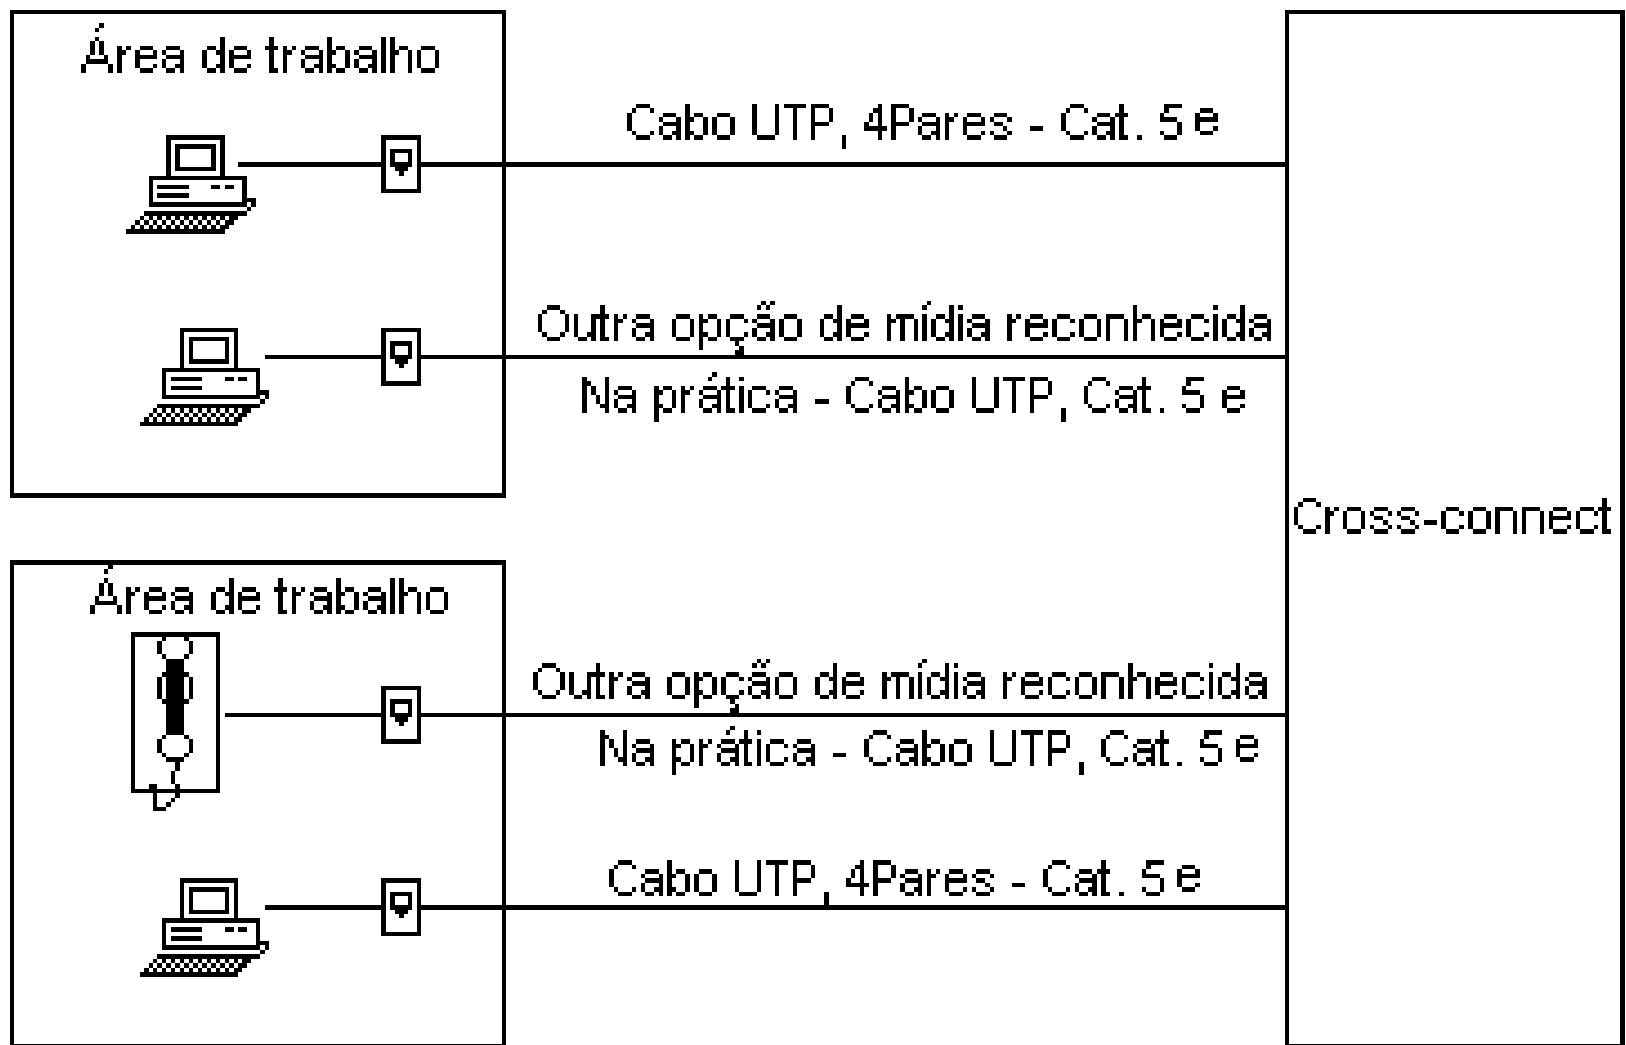 Área de trabalho
Cabo UTP, 4Pares - Cat. 5 e
Outra opção de mídia reconhecida
Na prática - Cabo UTP, Cat. 5 e
Cross-connect
Área de trabalho
Outra opção de mídia reconhecida
Na prática - Cabo UTP, Cat. 5 e
Cabo UTP, 4Pares - Cat. 5 e